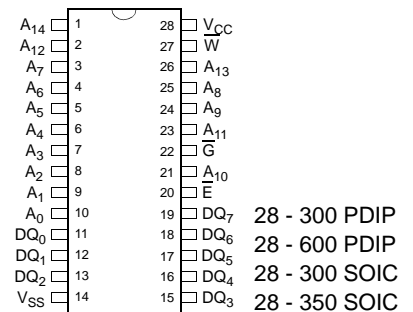 A14 1 28 VCC
A12 2 27 W
A7 3 26 A13
A6 4 25 A8
A5 5 24 A9
A4 6 23 A11
A3 7 22 G
A2 8 21 A10
A1 9 20 E
A0 10 19 DQ7 28 - 300 PDIP
DQ0 11 18 DQ6 28 - 600 PDIP
DQ1 12 17 DQ5
DQ2 13 16 DQ4 28 - 300 SOIC
VSS 14 15 DQ3 28 - 350 SOIC